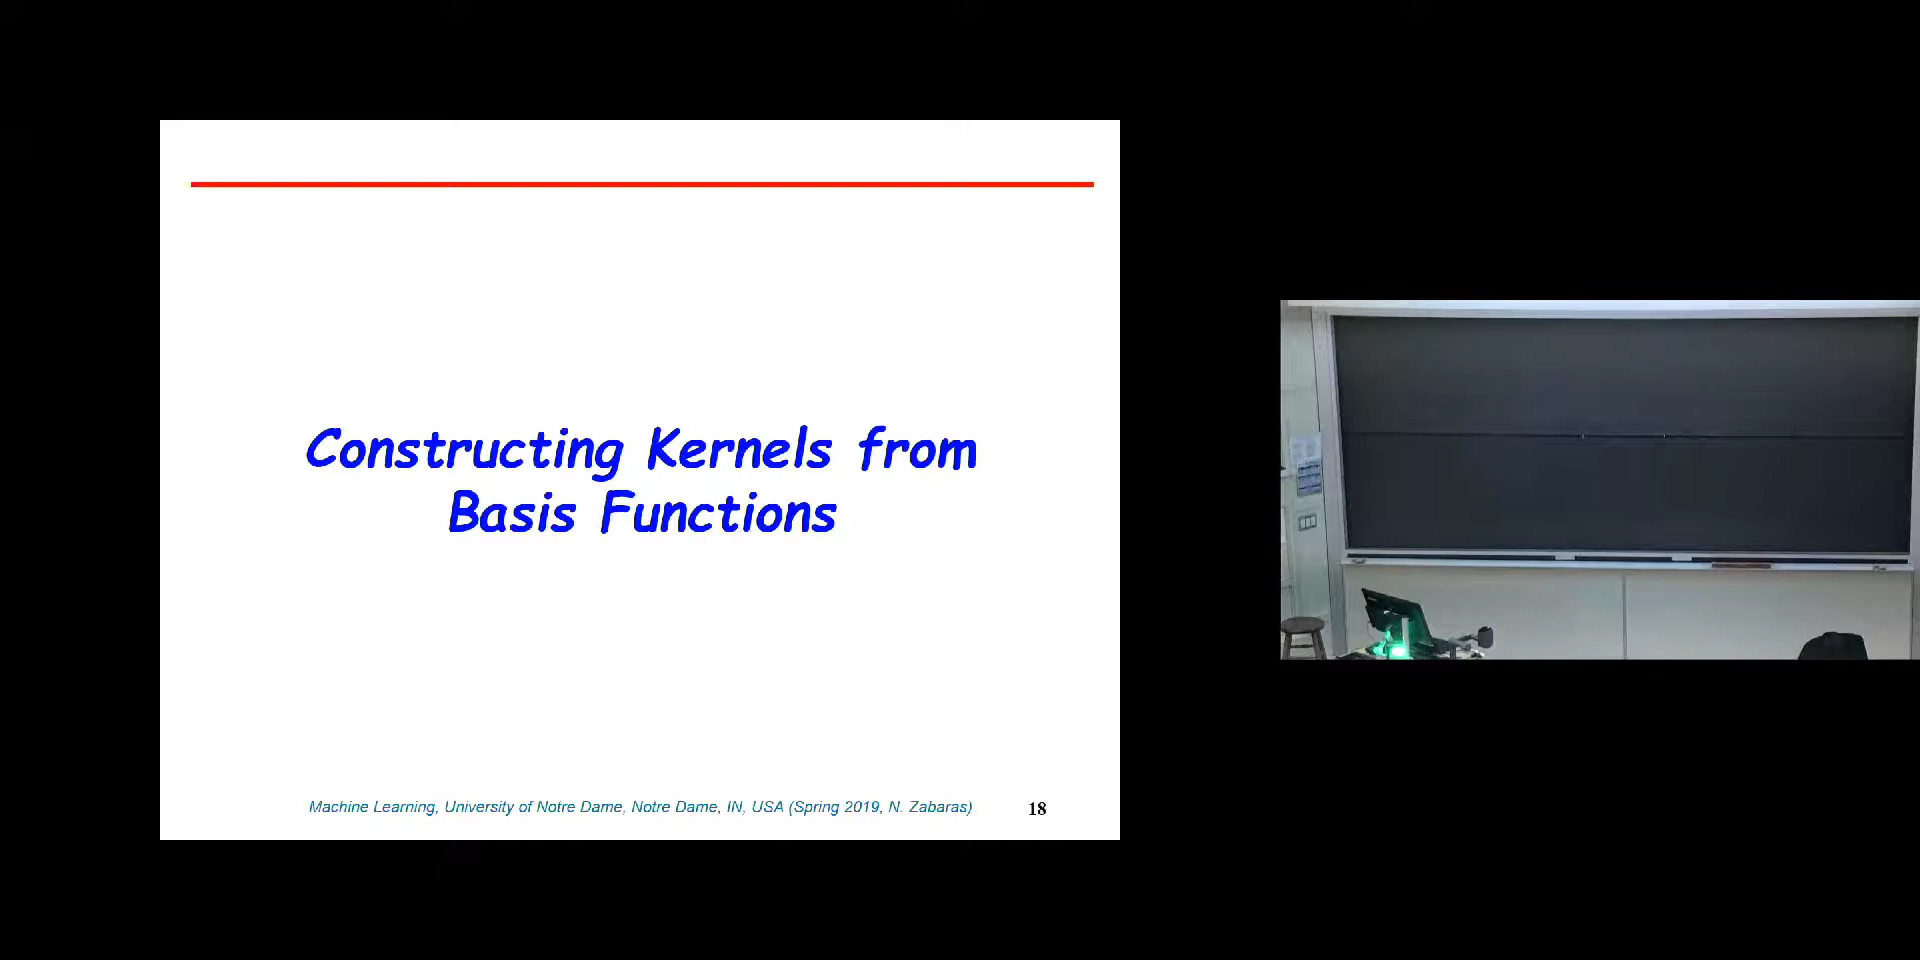 Constructing Kernels from
Basis Functions
Machine Learning, University of Notre Dame, Notre Dame, IN, USA (Spring 2019, N. Zabaras)
18